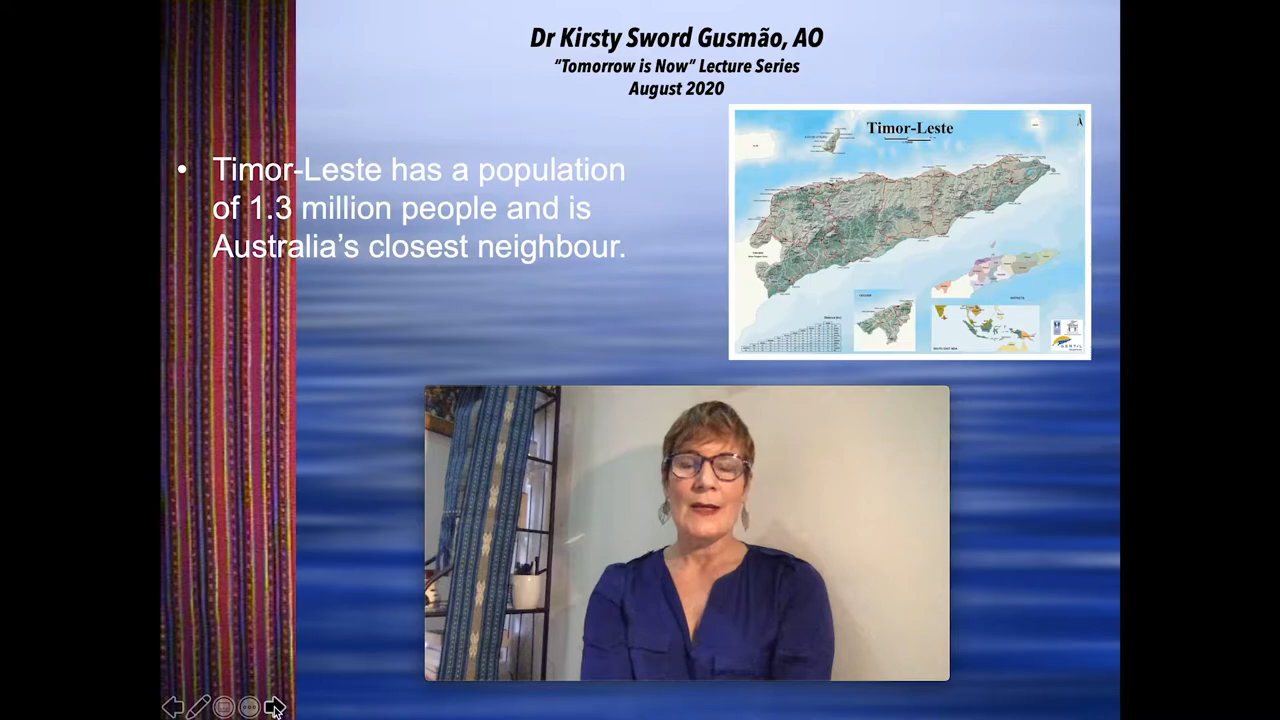 Dr Kirsty Sword Gusmão, AO
“Tomorrow is Now” Lecture Series
August 2020
• Timor-Leste has a population
of 1.3 million people and is
Australia’s closest neighbour.
Timor-Leste